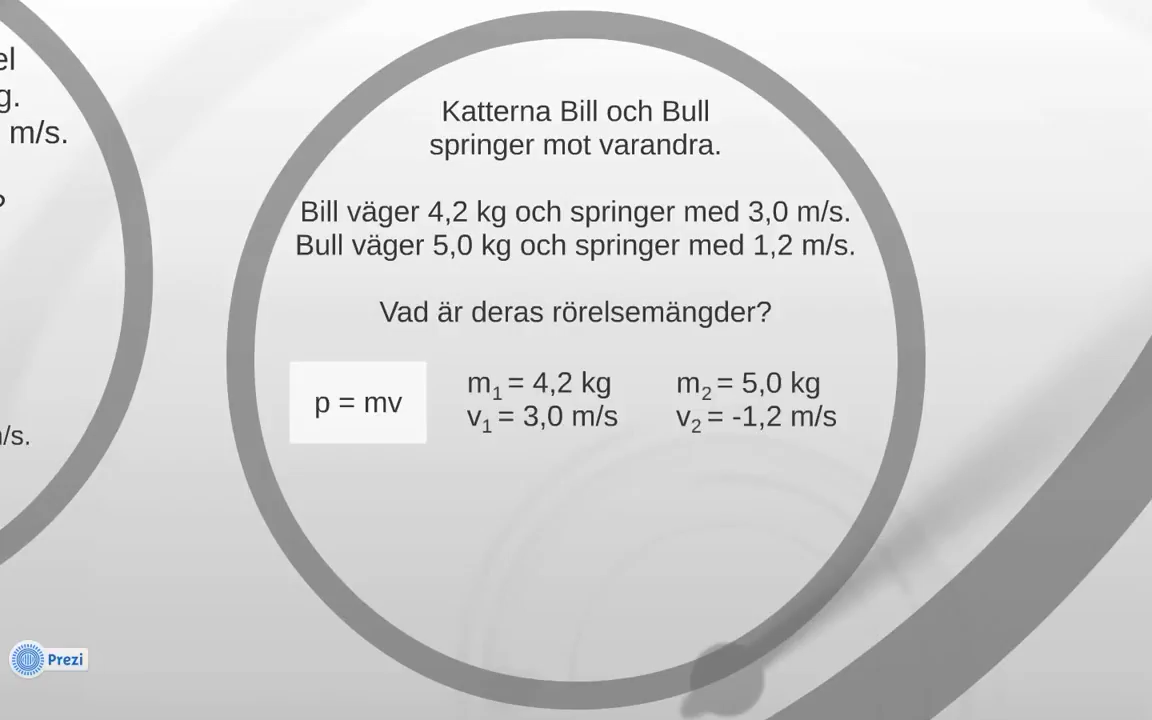 el
g.
m/s.
?
/s.
Katterna Bill och Bull
springer mot varandra.
Bill väger 4,2 kg och springer med 3,0 m/s.
Bull väger 5,0 kg och springer med 1,2 m/s.
Vad är deras rörelsemängder?
p = mv
m₁ = 4,2 kg
v₁ = 3,0 m/s
m₂ = 5,0 kg
v₂ = -1,2 m/s
Prezi